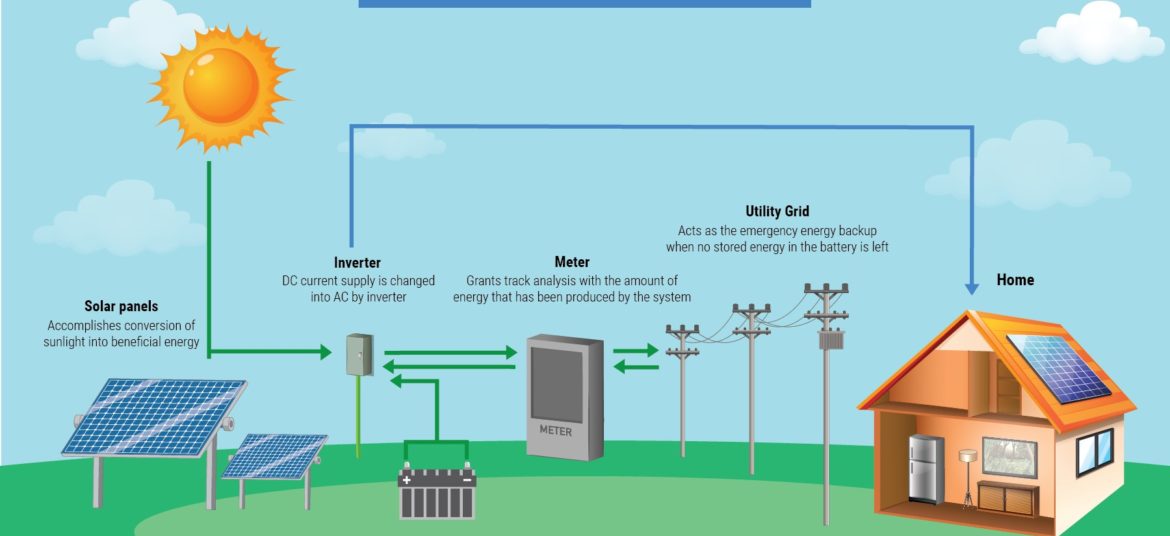 Utility Grid
Acts as the emergency energy backup
when no stored energy in the battery is left
Inverter
DC current supply is changed
into AC by inverter
Meter
Grants track analysis with the amount of
energy that has been produced by the system
Home
Solar panels
Accomplishes conversion of
sunlight into beneficial energy
METER
+
−